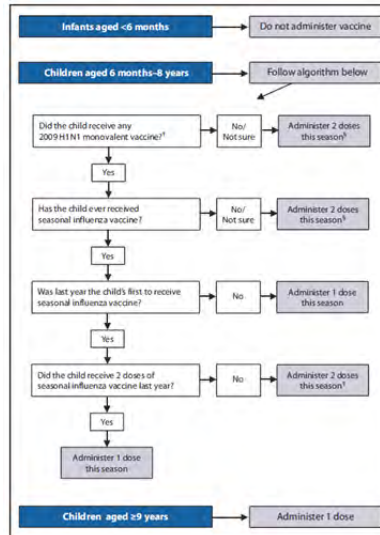 Infants aged <6 months
Do not administer vaccine
Children aged 6 months–8 years
Follow algorithm below
Did the child receive any
2009 H1N1 monovalent vaccine?†
No/
Not sure
Administer 2 doses
this season§
Yes
Has the child ever received
seasonal influenza vaccine?
No/
Not sure
Administer 2 doses
this season§
Yes
Was last year the child's first to receive
seasonal influenza vaccine?
No
Administer 1 dose
this season
Yes
Did the child receive 2 doses of
seasonal influenza vaccine last year?
No
Administer 2 doses
this season§
Yes
Administer 1 dose
this season
Children aged ≥9 years
Administer 1 dose